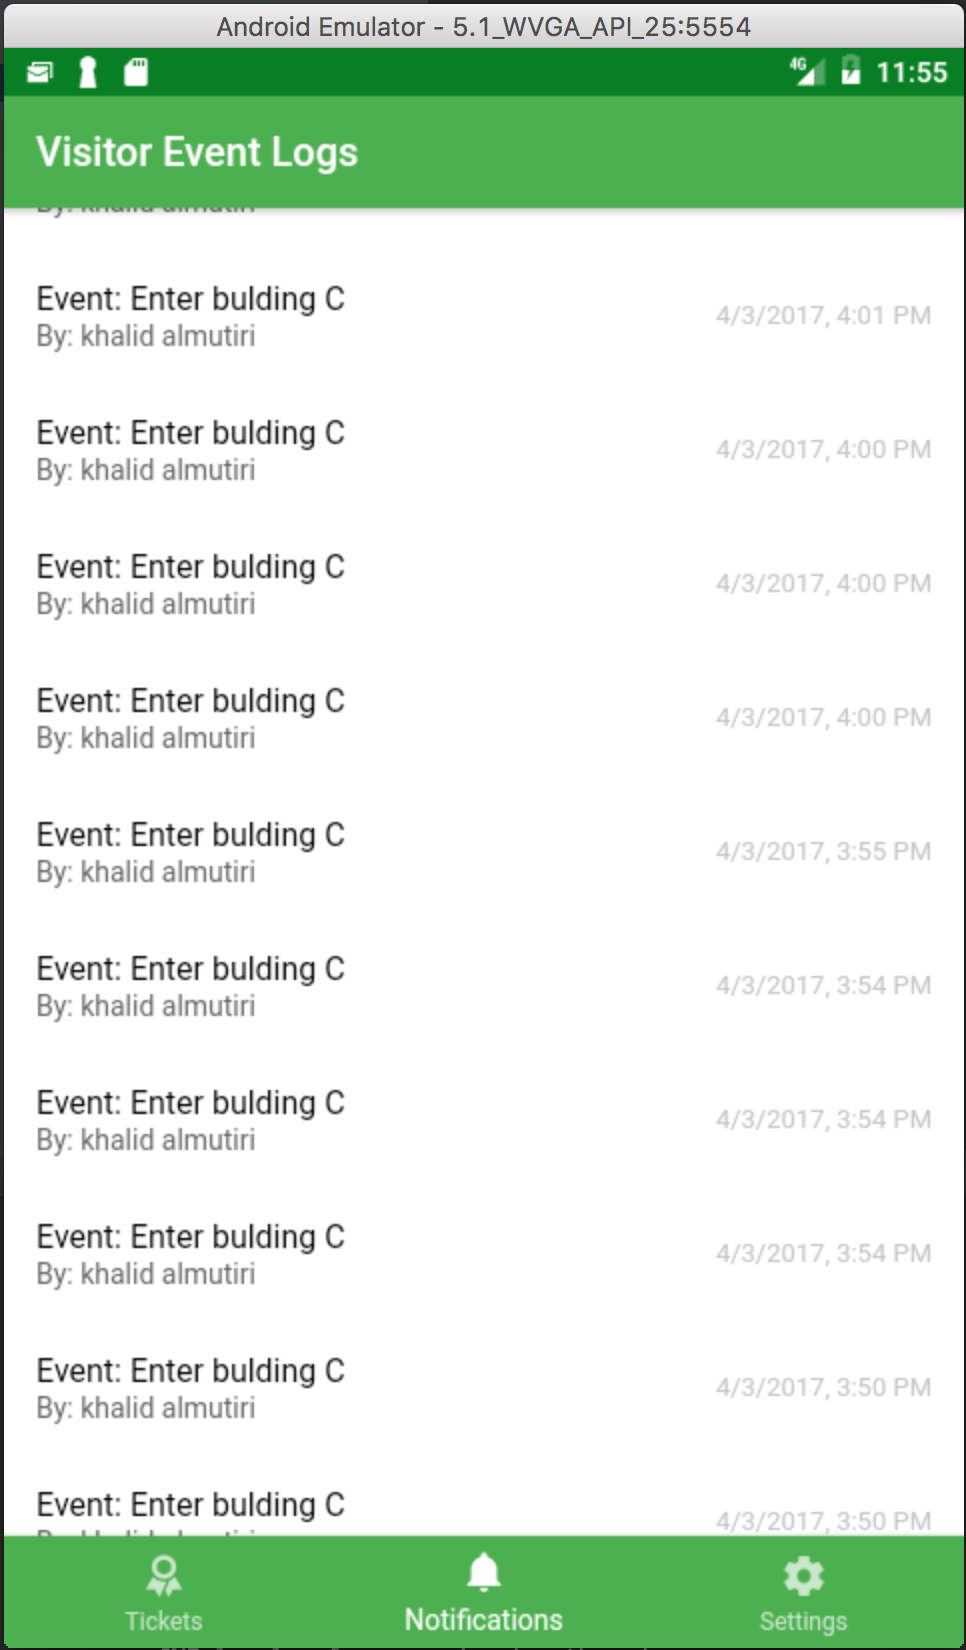 Android Emulator - 5.1_WVGA_API_25:5554
4G 11:55
Visitor Event Logs
By: khalid almutiri
Event: Enter bulding C
By: khalid almutiri
4/3/2017, 4:01 PM
Event: Enter bulding C
By: khalid almutiri
4/3/2017, 4:00 PM
Event: Enter bulding C
By: khalid almutiri
4/3/2017, 4:00 PM
Event: Enter bulding C
By: khalid almutiri
4/3/2017, 4:00 PM
Event: Enter bulding C
By: khalid almutiri
4/3/2017, 3:55 PM
Event: Enter bulding C
By: khalid almutiri
4/3/2017, 3:54 PM
Event: Enter bulding C
By: khalid almutiri
4/3/2017, 3:54 PM
Event: Enter bulding C
By: khalid almutiri
4/3/2017, 3:54 PM
Event: Enter bulding C
By: khalid almutiri
4/3/2017, 3:50 PM
Event: Enter bulding C
4/3/2017, 3:50 PM
Tickets
Notifications
Settings